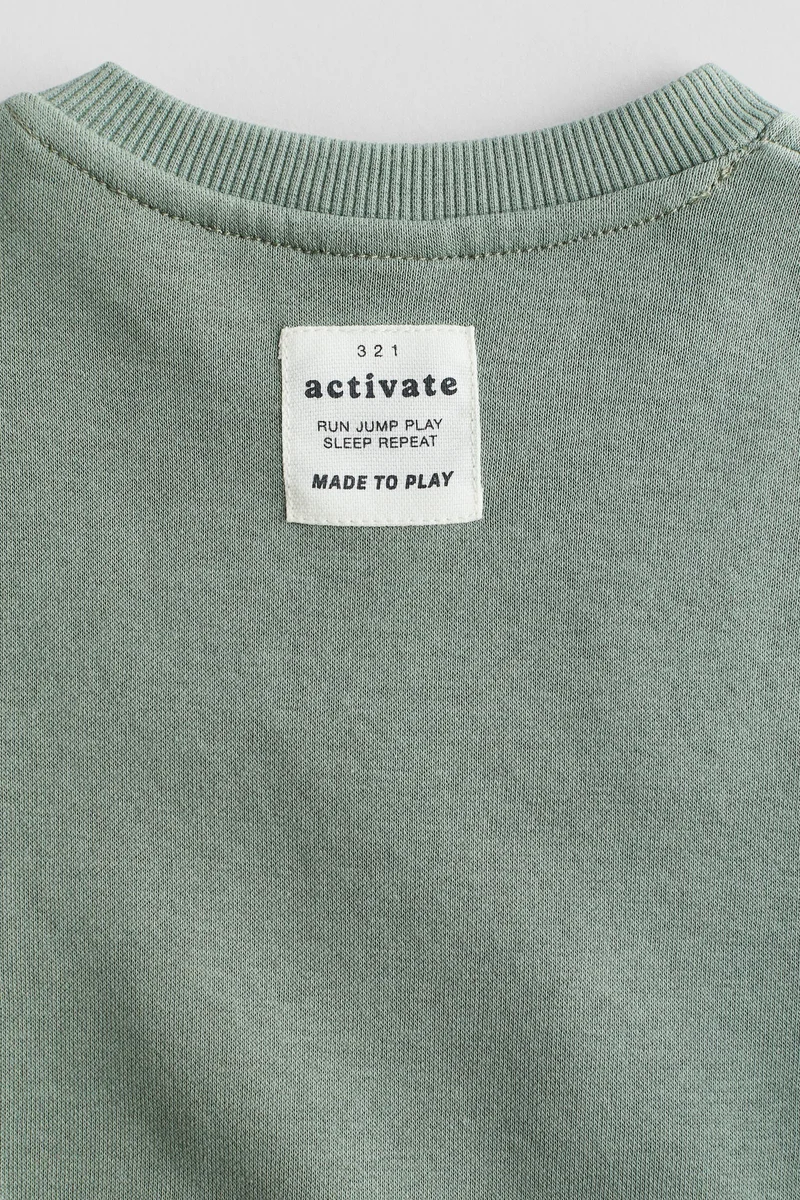 3 2 1
activate
RUN JUMP PLAY
SLEEP REPEAT
MADE TO PLAY